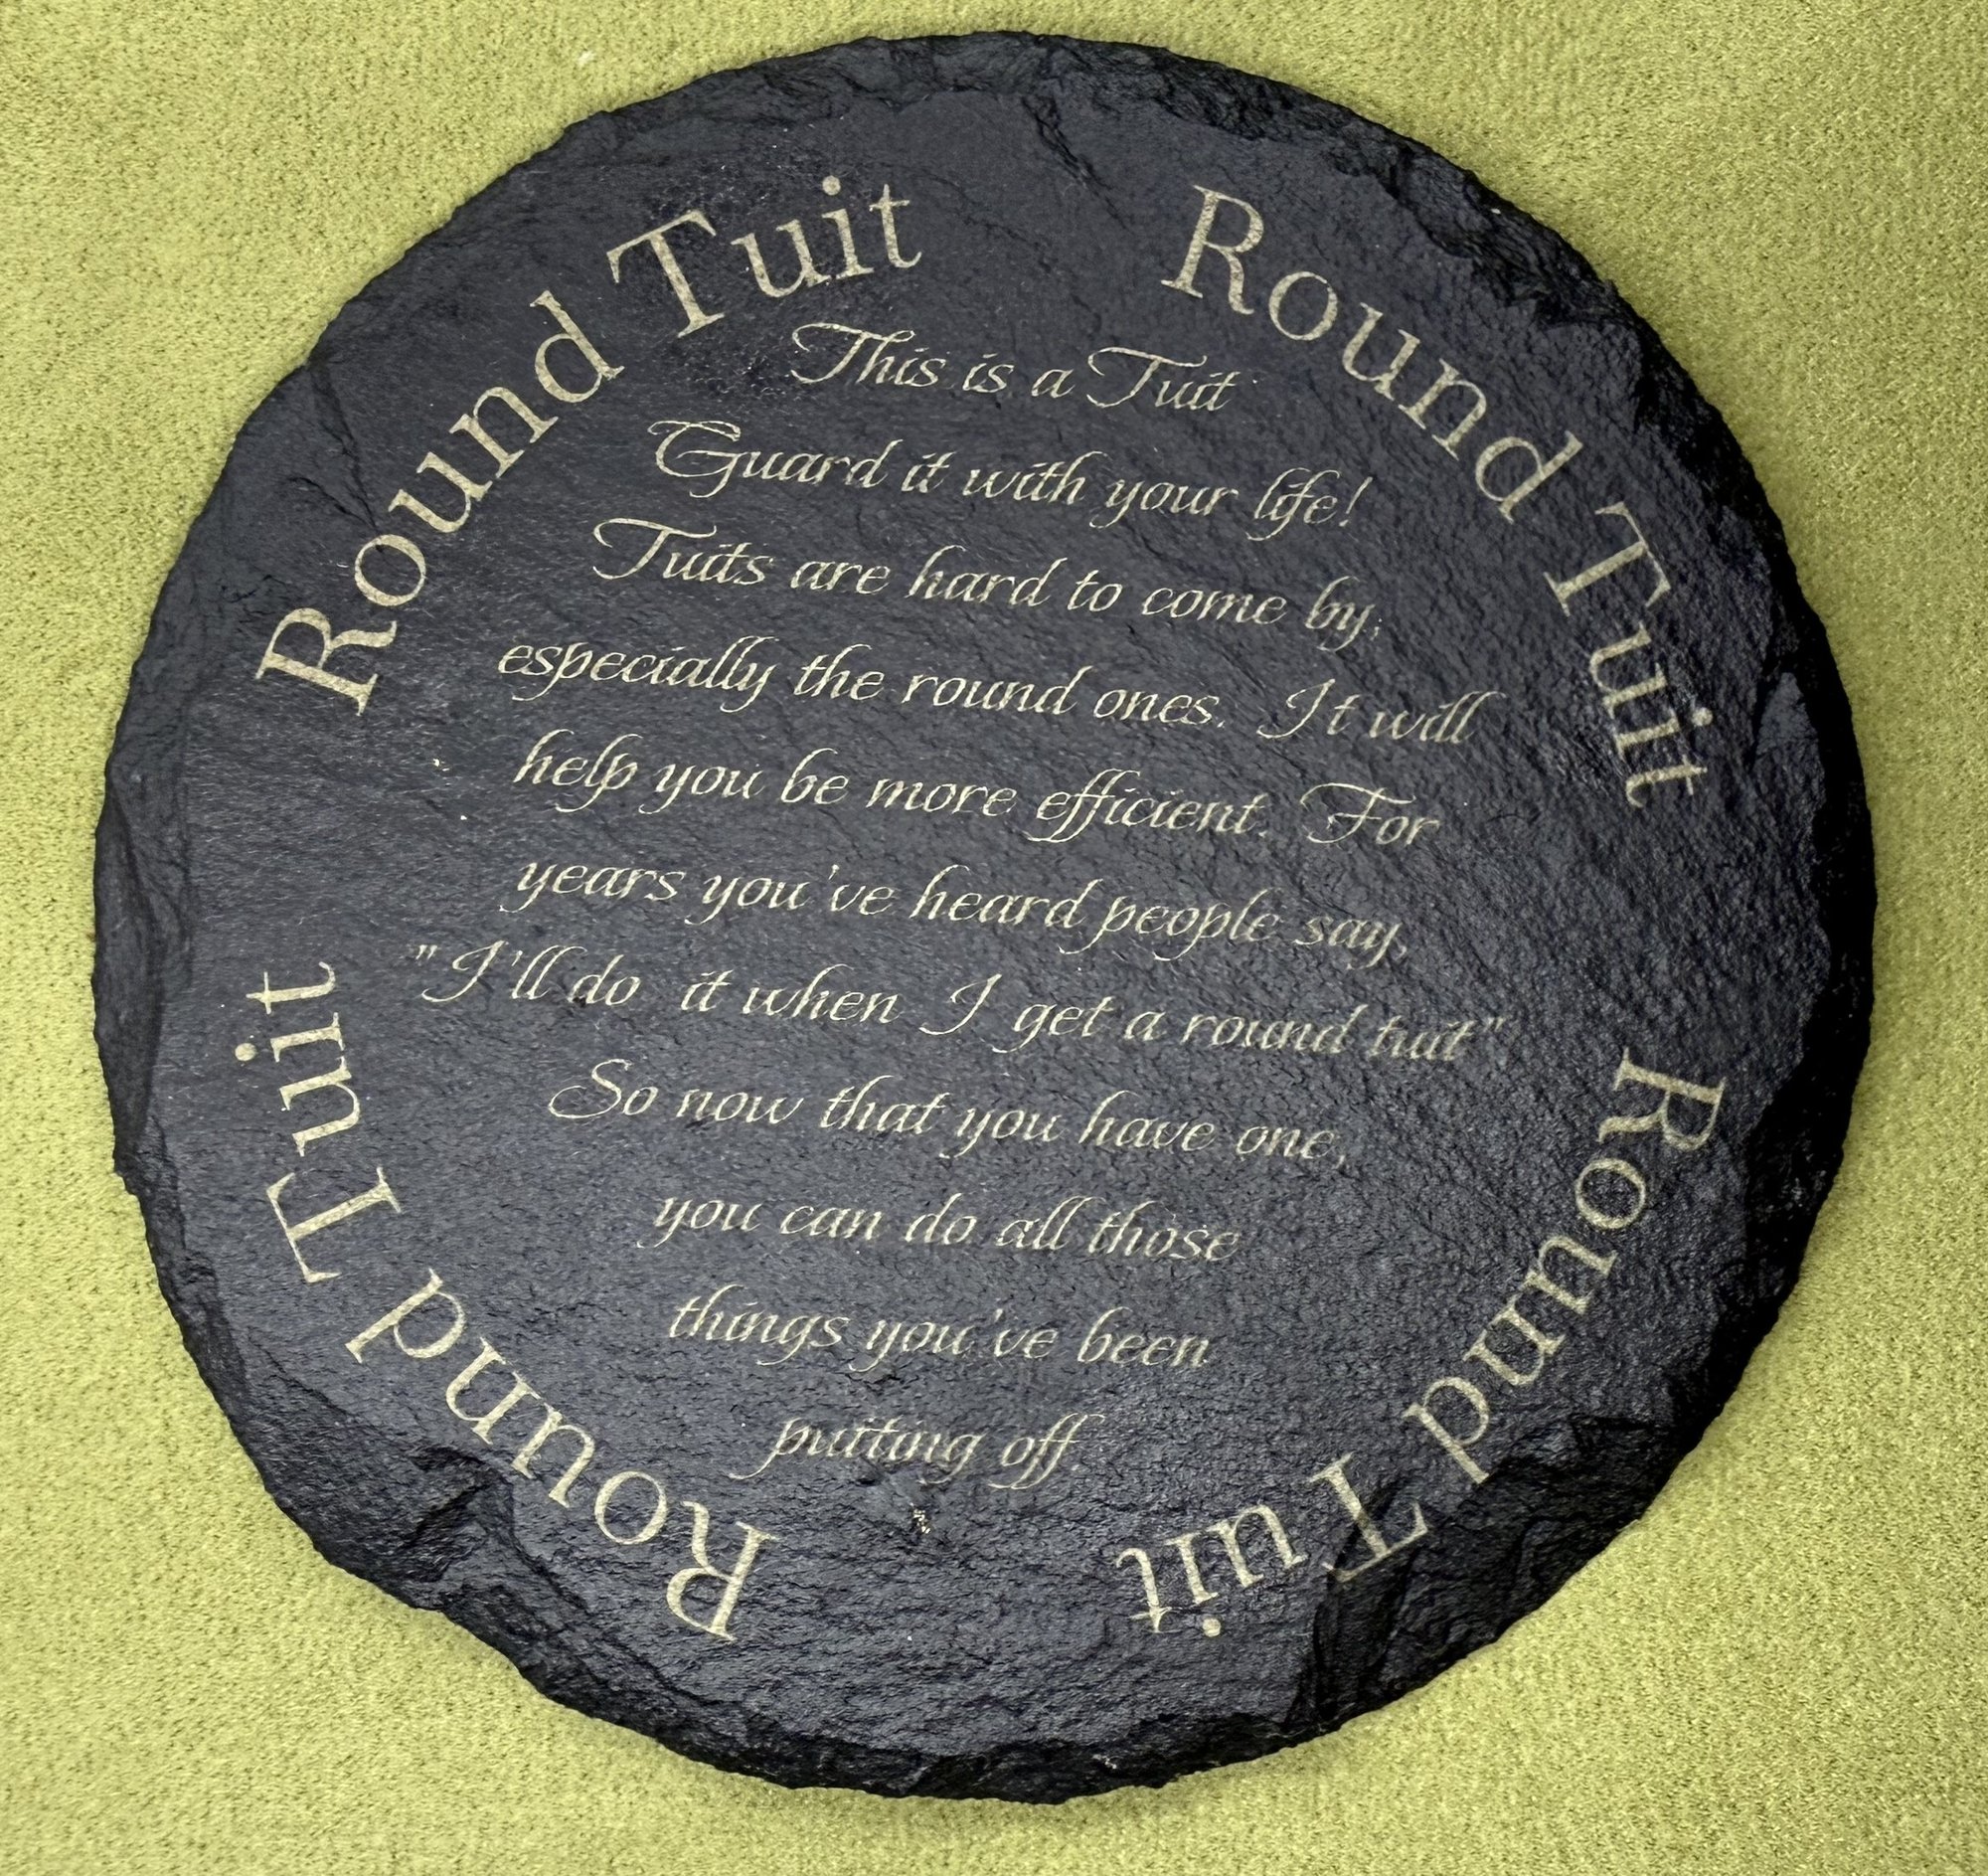 Round Tuit
Round Tuit
This is a Tuit
Guard it with your life!
Tuits are hard to come by,
especially the round ones. It will
help you be more efficient. For
years you've heard people say,
"I'll do it when I get a round tuit"
So now that you have one,
you can do all those
things you've been
putting off
Round Tuit
Round Tuit